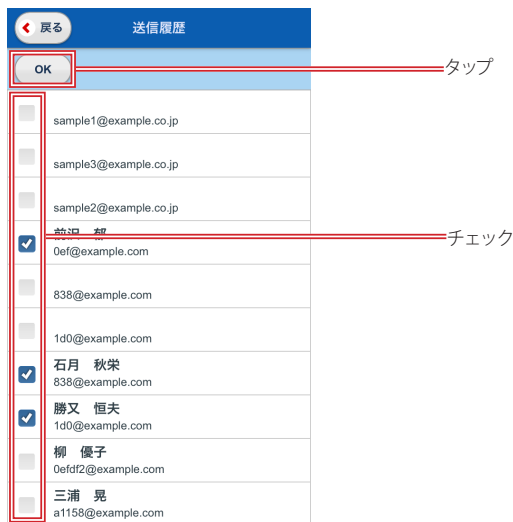 戻る 送信履歴
OK
タップ
sample1@example.co.jp
sample3@example.co.jp
sample2@example.co.jp
前沢 郁
チェック
0ef@example.com
838@example.com
1d0@example.com
石月 秋栄
838@example.com
勝又 恒夫
1d0@example.com
柳 優子
0efdf2@example.com
三浦 晃
a1158@example.com